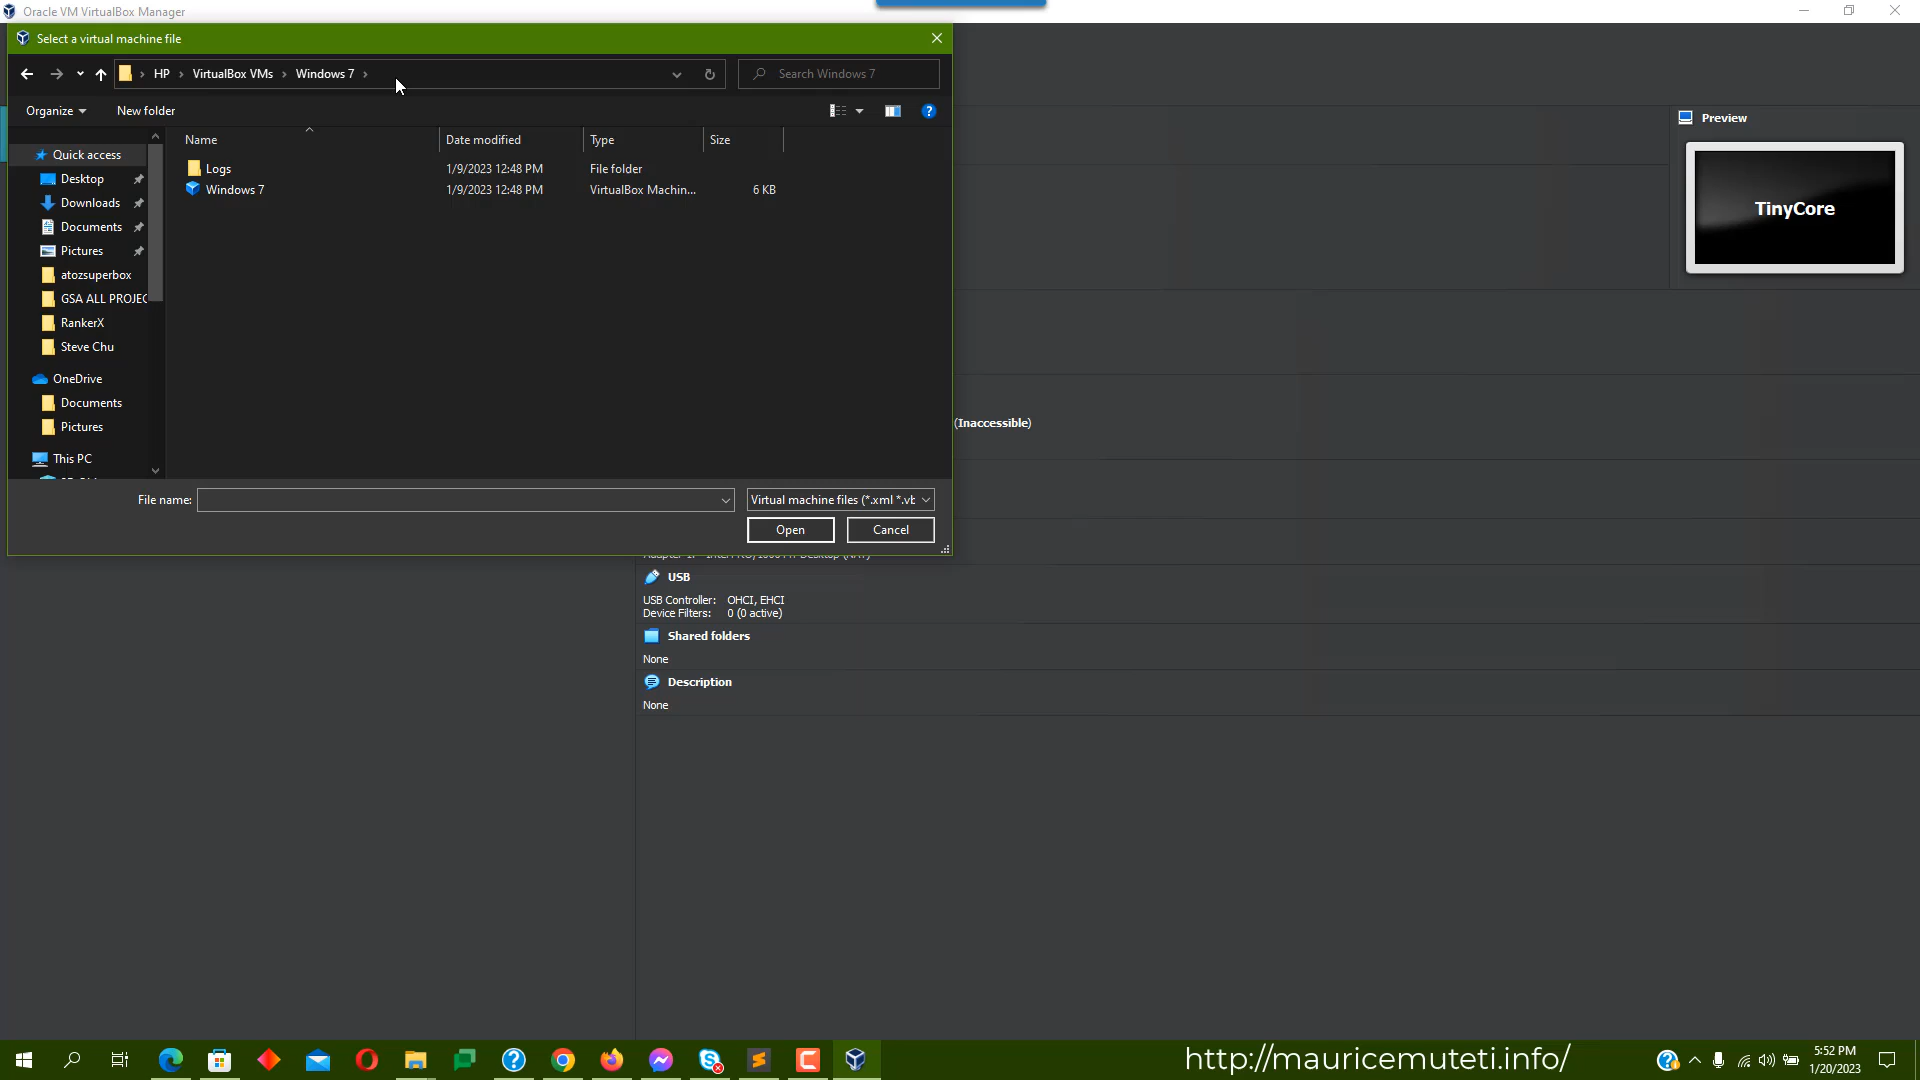 Oracle VM VirtualBox Manager
Select a virtual machine file
HP > VirtualBox VMs > Windows 7 >
Search Windows 7
Organize
New folder
Name
Date modified
Type
Size
Logs
1/9/2023 12:48 PM
File folder
Windows 7
1/9/2023 12:48 PM
VirtualBox Machin...
6 KB
Quick access
Desktop
Downloads
Documents
Pictures
atozsuperbox
GSA ALL PROJEC
RankerX
Steve Chu
OneDrive
Documents
Pictures
This PC
File name:
Virtual machine files (*.xml *.vb
Open
Cancel
Preview
TinyCore
(Inaccessible)
USB
USB Controller: OHCI, EHCI
Device Filters: 0 (0 active)
Shared folders
None
Description
None
http://mauricemuteti.info/
5:52 PM
1/20/2023